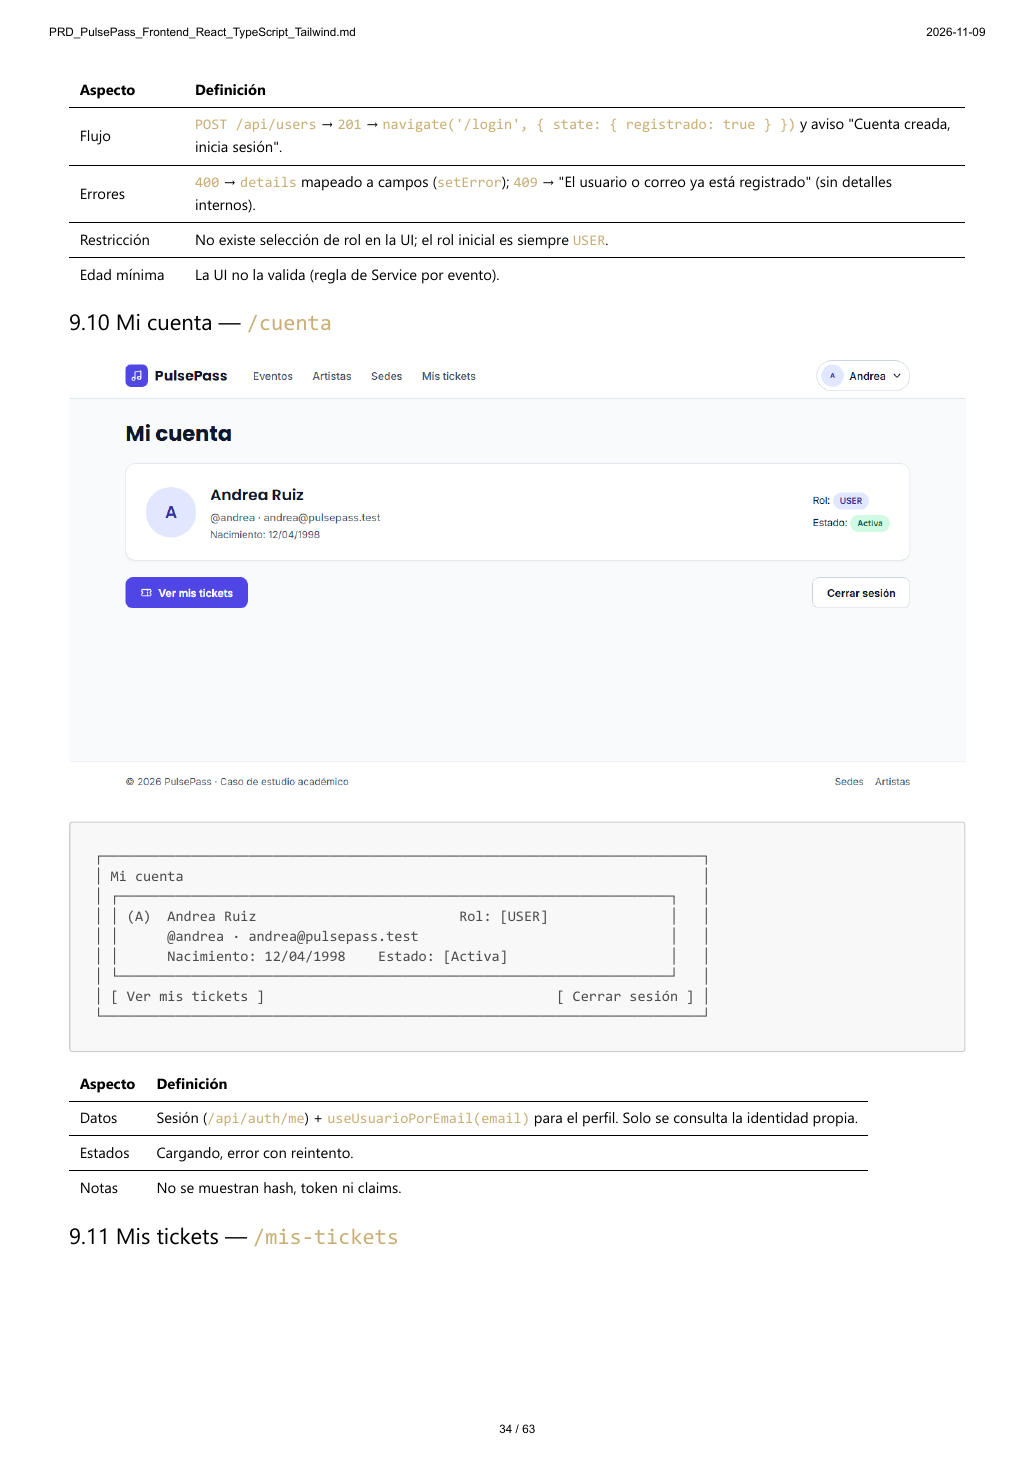 PRD_PulsePass_Frontend_React_TypeScript_Tailwind.md 2026-11-09
Aspecto Definición
Flujo POST /api/users → 201 → navigate('/login', { state: { registrado: true } }) y aviso "Cuenta creada,
inicia sesión".
Errores 400 → details mapeado a campos (setError); 409 → "El usuario o correo ya está registrado" (sin detalles
internos).
Restricción No existe selección de rol en la UI; el rol inicial es siempre USER.
Edad mínima La UI no la valida (regla de Service por evento).
9.10 Mi cuenta — /cuenta
PulsePass Eventos Artistas Sedes Mis tickets A Andrea
Mi cuenta
A
Andrea Ruiz
@andrea · andrea@pulsepass.test
Nacimiento: 12/04/1998
Rol: USER
Estado: Activa
Ver mis tickets Cerrar sesión
© 2026 PulsePass · Caso de estudio académico Sedes Artistas
Mi cuenta
(A) Andrea Ruiz Rol: [USER]
@andrea · andrea@pulsepass.test
Nacimiento: 12/04/1998 Estado: [Activa]
[ Ver mis tickets ] [ Cerrar sesión ]
Aspecto Definición
Datos Sesión (/api/auth/me) + useUsuarioPorEmail(email) para el perfil. Solo se consulta la identidad propia.
Estados Cargando, error con reintento.
Notas No se muestran hash, token ni claims.
9.11 Mis tickets — /mis-tickets
34 / 63